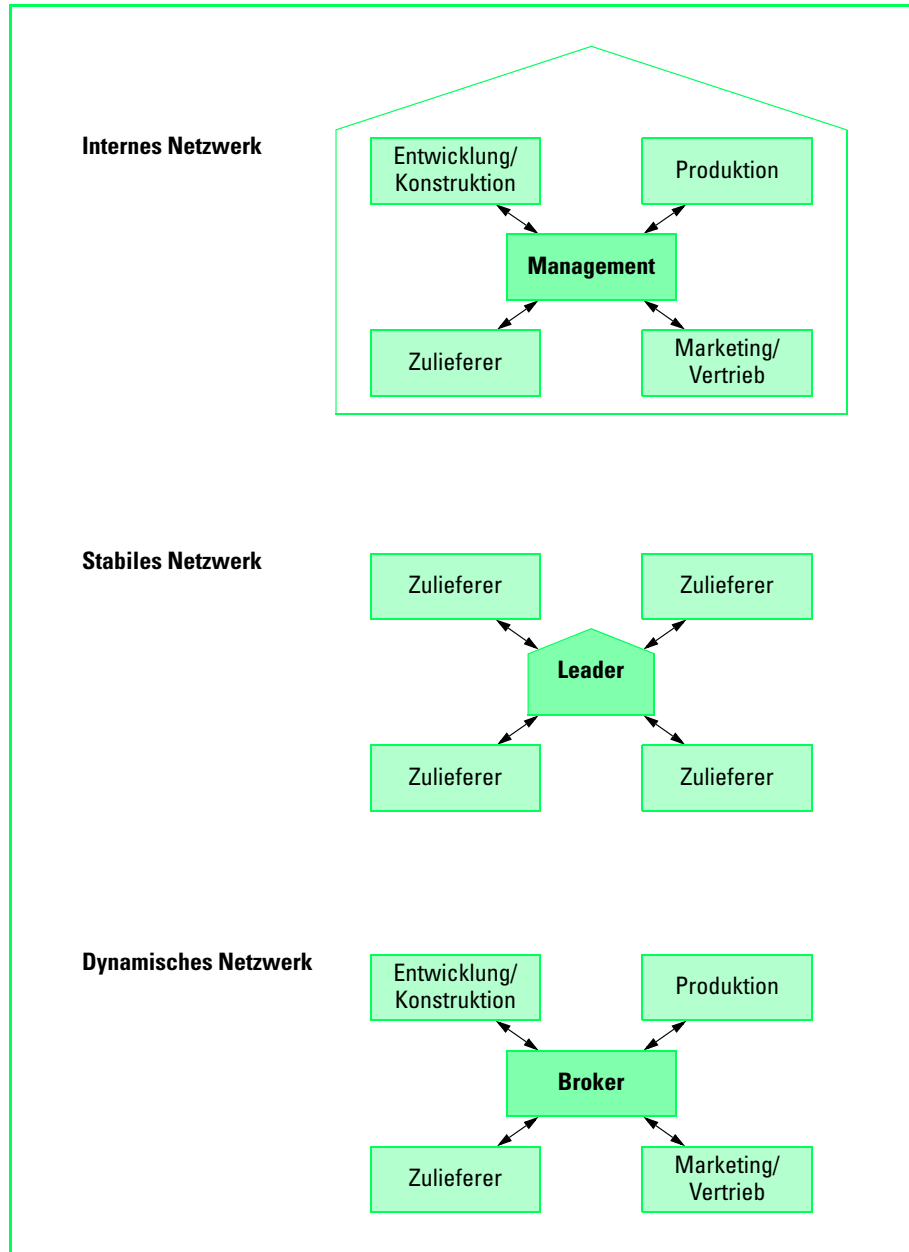 Internes Netzwerk
Entwicklung/
Konstruktion
Produktion
Management
Zulieferer
Marketing/
Vertrieb
Stabiles Netzwerk
Zulieferer
Zulieferer
Leader
Zulieferer
Zulieferer
Dynamisches Netzwerk
Entwicklung/
Konstruktion
Produktion
Broker
Zulieferer
Marketing/
Vertrieb